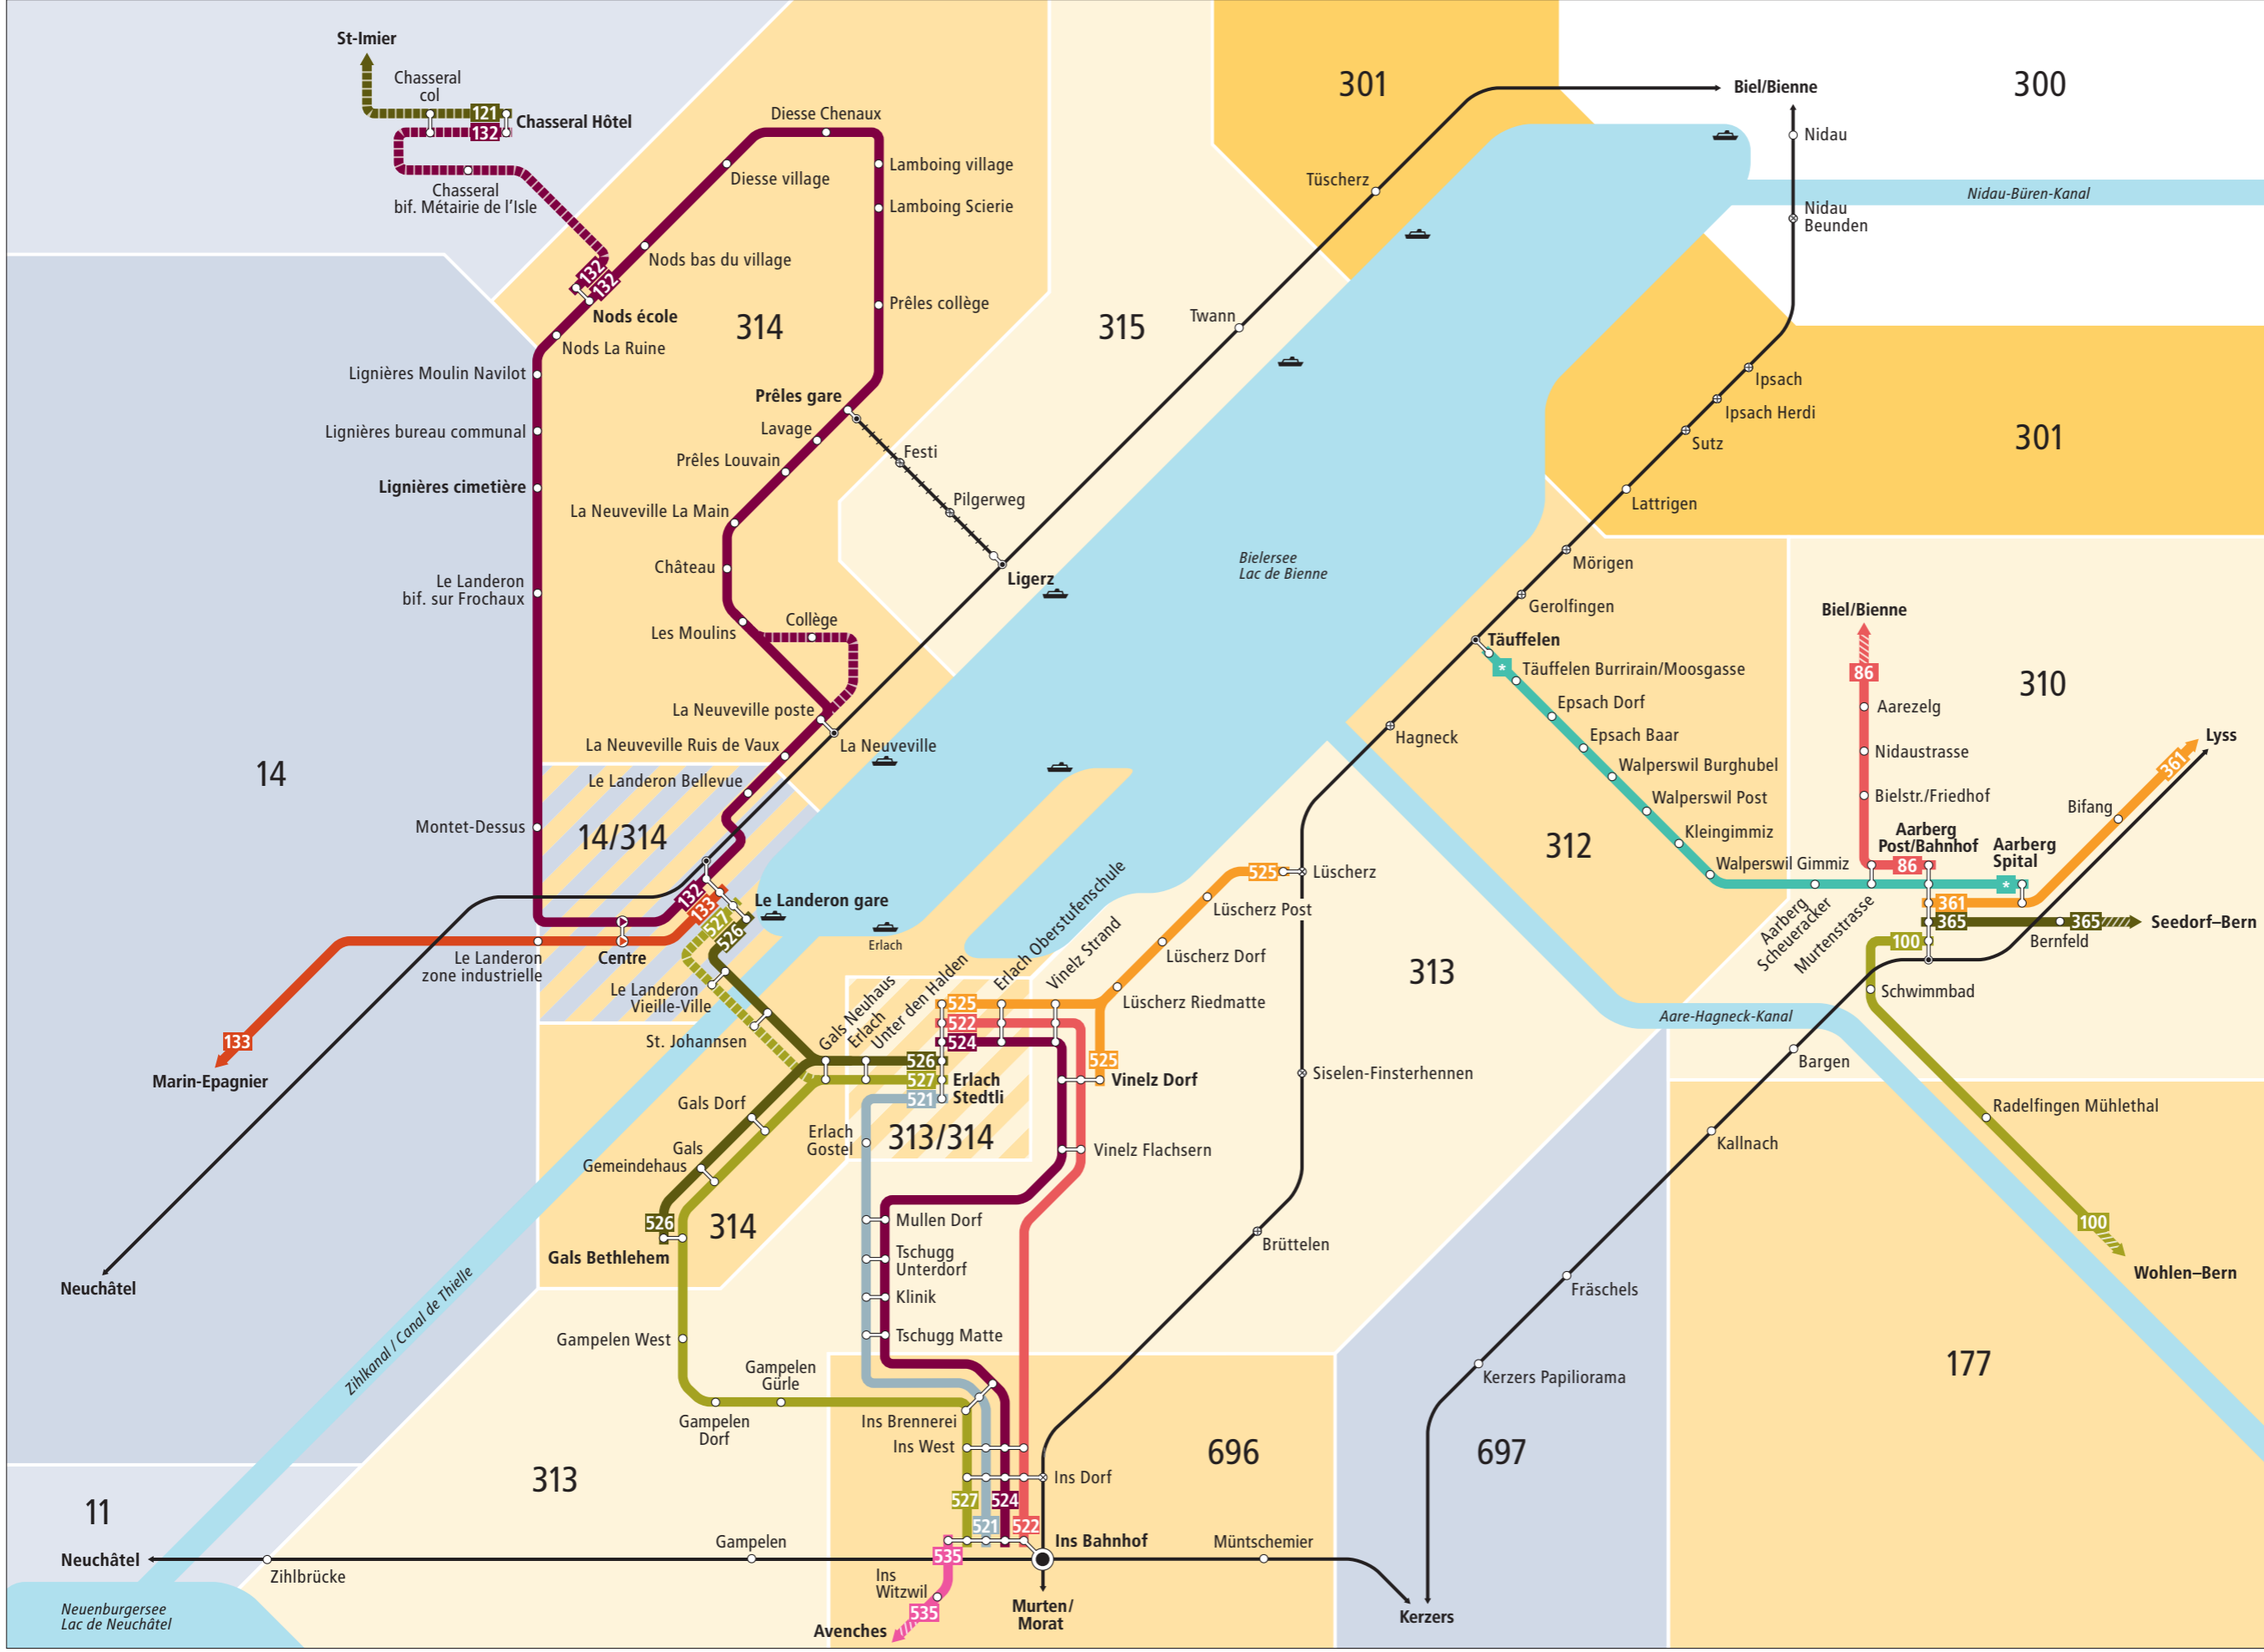 St-Imier
Chasseral
col
121
132
Chasseral Hôtel
Chasseral
bif. Métairie de l’Isle
132
132
Nods école
Nods La Ruine
Nods bas du village
Diesse village
Diesse Chenaux
Lamboing village
Lamboing Scierie
Prêles collège
314
315
301
300
Biel/Bienne
Nidau
Nidau
Beunden
Nidau-Büren-Kanal
Tüscherz
Twann
Ipsach
Ipsach Herdi
Sutz
Lattrigen
301
Mörigen
Gerolfingen
Täuffelen
Lignières Moulin Navilot
Lignières bureau communal
Lignières cimetière
Le Landeron
bif. sur Frochaux
Montet-Dessus
14
Prêles gare
Lavage
Prêles Louvain
La Neuveville La Main
Château
Les Moulins
Collège
La Neuveville poste
La Neuveville Ruis de Vaux
La Neuveville
Festi
Pilgerweg
Ligerz
Bielersee
Lac de Bienne
Le Landeron Bellevue
14/314
132
133
527
526
Le Landeron gare
Erlach
Le Landeron
zone industrielle
Centre
Le Landeron
Vieille-Ville
St. Johannsen
133
Marin-Epagnier
Neuchâtel
*
Täuffelen Burrirain/Moosgasse
Epsach Dorf
Epsach Baar
Walperswil Burghubel
Walperswil Post
Kleingimmiz
Walperswil Gimmiz
Hagneck
312
Biel/Bienne
86
Aarezelg
Nidaustrasse
Bielstr./Friedhof
310
Lyss
361
Bifang
Aarberg
Post/Bahnhof
86
Aarberg
Spital
*
361
365
365
Seedorf–Bern
Bernfeld
100
Aarberg
Scheueracker
Murtenstrasse
Schwimmbad
Aare-Hagneck-Kanal
Bargen
Kallnach
Radelfingen Mühlethal
100
Wohlen–Bern
177
Fräschels
Kerzers Papiliorama
697
Kerzers
525
Lüscherz
Lüscherz Post
Lüscherz Dorf
Lüscherz Riedmatte
313
Siselen-Finsterhennen
Brüttelen
Gals Neuhaus
Erlach
Unter den Halden
Erlach Oberstufenschule
Vinelz Strand
525
522
524
526
527
521
Erlach
Stedtli
525
Vinelz Dorf
Vinelz Flachsern
313/314
Erlach
Gostel
Gals Dorf
Gals
Gemeindehaus
526
Gals Bethlehem
314
Mullen Dorf
Tschugg
Unterdorf
Klinik
Tschugg Matte
Zihlkanal / Canal de Thielle
Gampelen West
Gampelen
Gürle
Gampelen
Dorf
Ins Brennerei
Ins West
Ins Dorf
696
313
11
527
524
521
522
Ins Bahnhof
Müntschemier
Neuchâtel
Zihlbrücke
Gampelen
535
Ins
Witzwil
535
Avenches
Murten/
Morat
Neuenburgersee
Lac de Neuchâtel